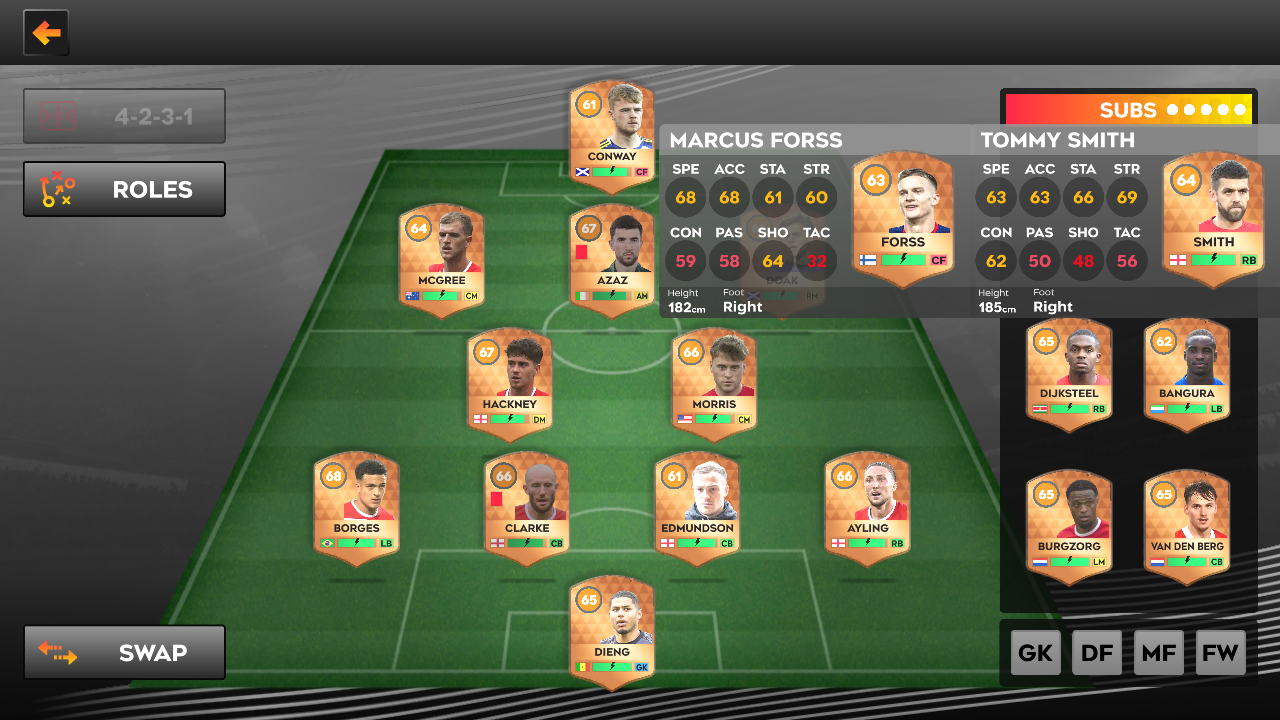 4-2-3-1
ROLES
SWAP
61
CONWAY
CF
64
MCGREE
CM
67
AZAZ
AM
DOAK
RM
67
HACKNEY
DM
66
MORRIS
CM
68
BORGES
LB
66
CLARKE
CB
61
EDMUNDSON
CB
66
AYLING
RB
65
DIENG
GK
SUBS
MARCUS FORSS
SPE ACC STA STR
68 68 61 60
CON PAS SHO TAC
59 58 64 32
Height Foot
182cm Right
63
FORSS
CF
TOMMY SMITH
SPE ACC STA STR
63 63 66 69
CON PAS SHO TAC
62 50 48 56
Height Foot
185cm Right
64
SMITH
RB
65
DIJKSTEEL
RB
62
BANGURA
LB
65
BURGZORG
LM
65
VAN DEN BERG
CB
GK DF MF FW